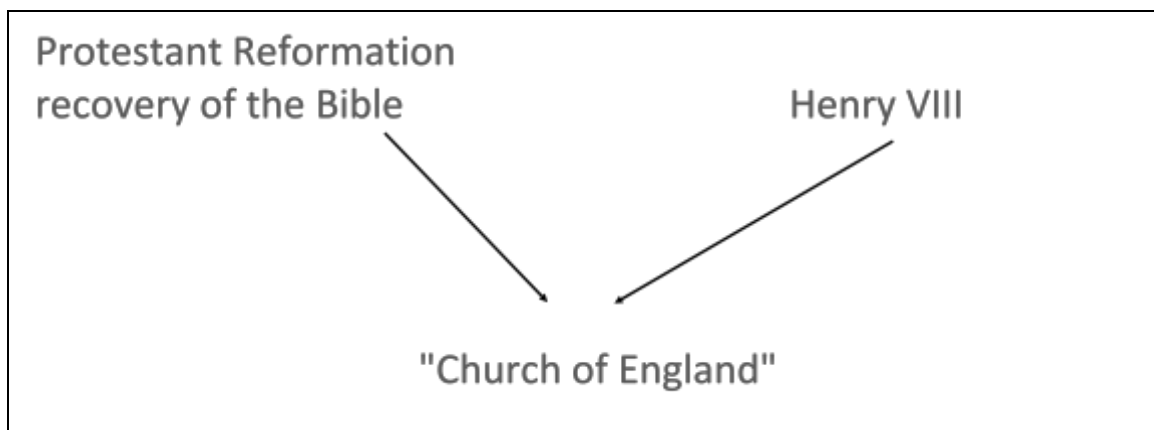 Protestant Reformation
recovery of the Bible
Henry VIII
"Church of England"